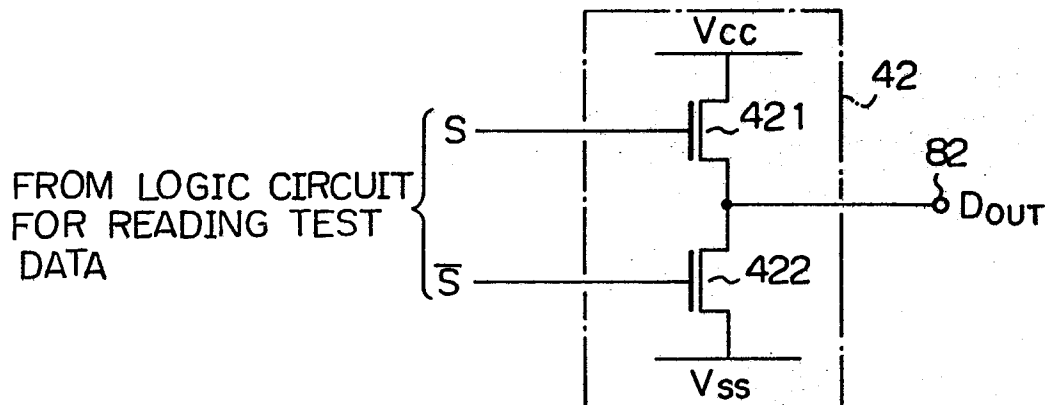 Vcc
42
S
421
FROM LOGIC CIRCUIT
FOR READING TEST
DATA
82
DOUT
S̅
422
Vss